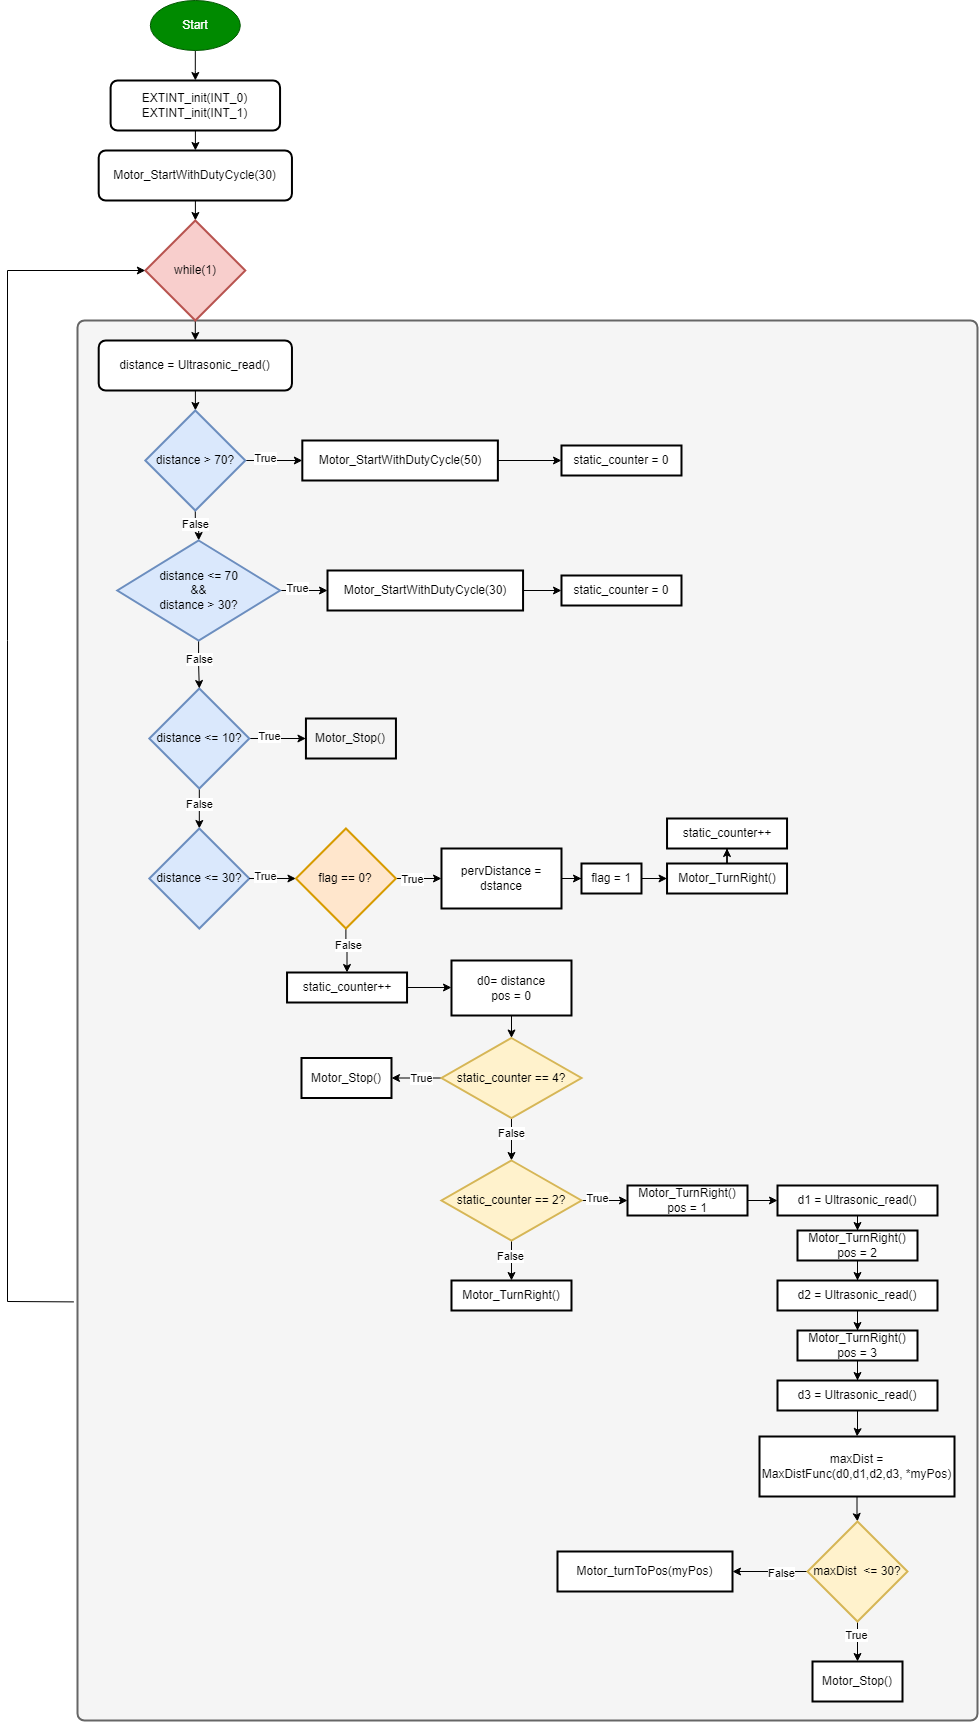 Start
EXTINT_init(INT_0)
EXTINT_init(INT_1)
Motor_StartWithDutyCycle(30)
while(1)
distance = Ultrasonic_read()
distance > 70?
True
Motor_StartWithDutyCycle(50)
static_counter = 0
False
distance <= 70
&&
distance > 30?
True
Motor_StartWithDutyCycle(30)
static_counter = 0
False
distance <= 10?
True
Motor_Stop()
False
static_counter++
distance <= 30?
True
flag == 0?
True
pervDistance =
dstance
flag = 1
Motor_TurnRight()
False
static_counter++
d0= distance
pos = 0
Motor_Stop()
True
static_counter == 4?
False
static_counter == 2?
True
Motor_TurnRight()
pos = 1
d1 = Ultrasonic_read()
Motor_TurnRight()
pos = 2
False
Motor_TurnRight()
d2 = Ultrasonic_read()
Motor_TurnRight()
pos = 3
d3 = Ultrasonic_read()
maxDist =
MaxDistFunc(d0,d1,d2,d3, *myPos)
Motor_turnToPos(myPos)
False
maxDist <= 30?
True
Motor_Stop()